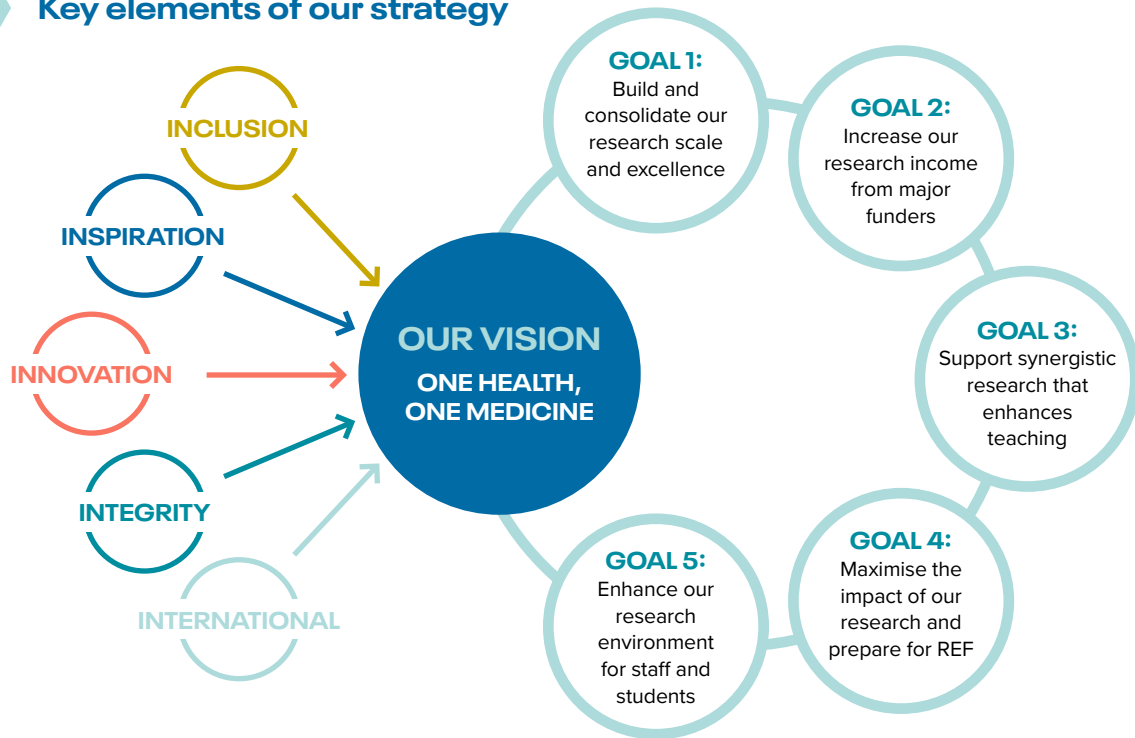 Key elements of our strategy
INCLUSION
INSPIRATION
INNOVATION
INTEGRITY
INTERNATIONAL
OUR VISION
ONE HEALTH,
ONE MEDICINE
GOAL 1:
Build and
consolidate our
research scale
and excellence
GOAL 2:
Increase our
research income
from major
funders
GOAL 3:
Support synergistic
research that
enhances
teaching
GOAL 4:
Maximise the
impact of our
research and
prepare for REF
GOAL 5:
Enhance our
research
environment
for staff and
students